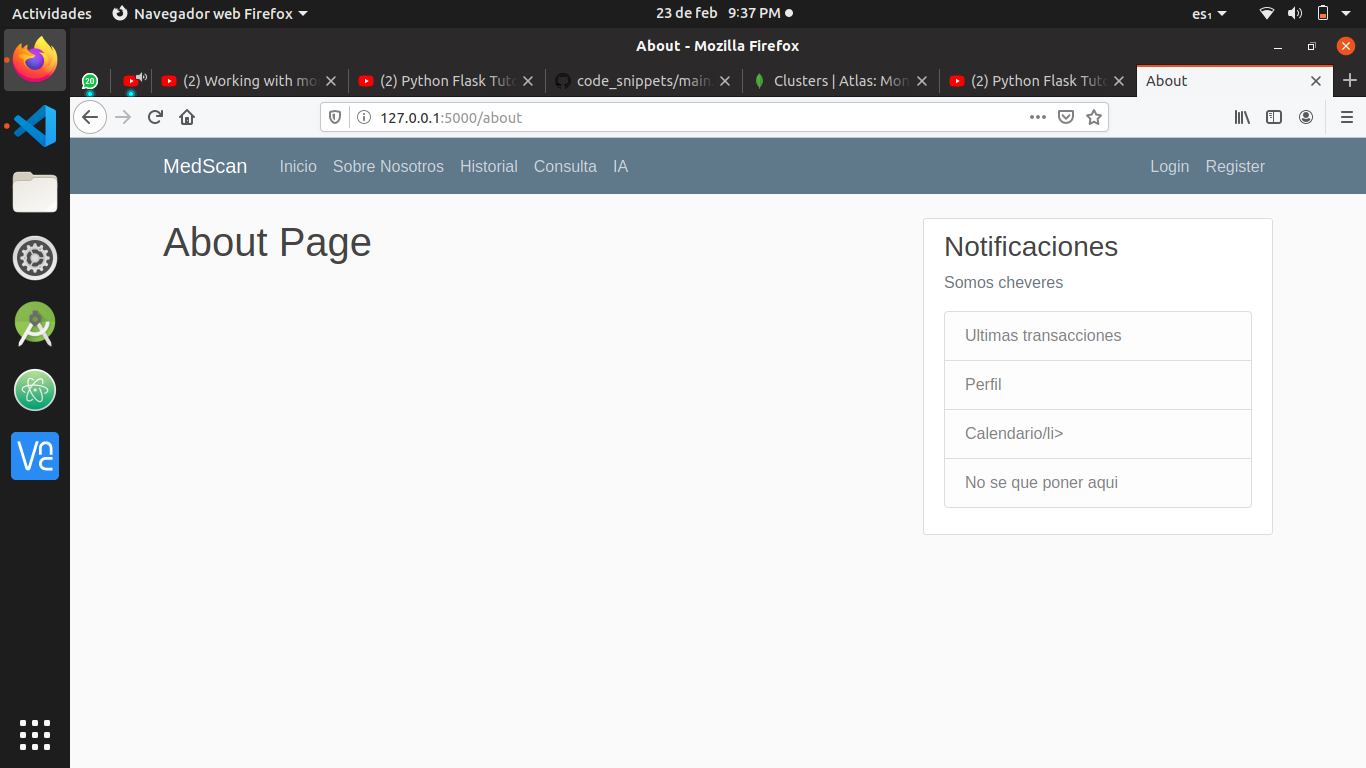 Actividades Navegador web Firefox 23 de feb 9:37 PM es₁
About - Mozilla Firefox
20 (2) Working with mo (2) Python Flask Tuto code_snippets/main. Clusters | Atlas: Mon (2) Python Flask Tuto About
127.0.0.1:5000/about
MedScan Inicio Sobre Nosotros Historial Consulta IA Login Register
About Page
Notificaciones
Somos cheveres
Ultimas transacciones
Perfil
Calendario/li>
No se que poner aqui